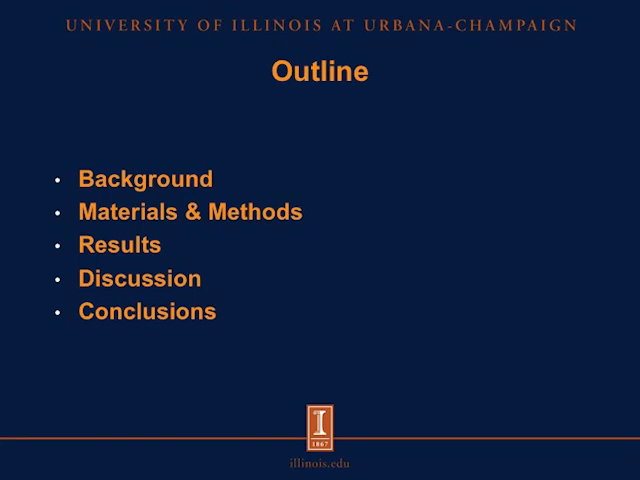 UNIVERSITY OF ILLINOIS AT URBANA-CHAMPAIGN
Outline
• Background
• Materials & Methods
• Results
• Discussion
• Conclusions
I
1867
illinois.edu